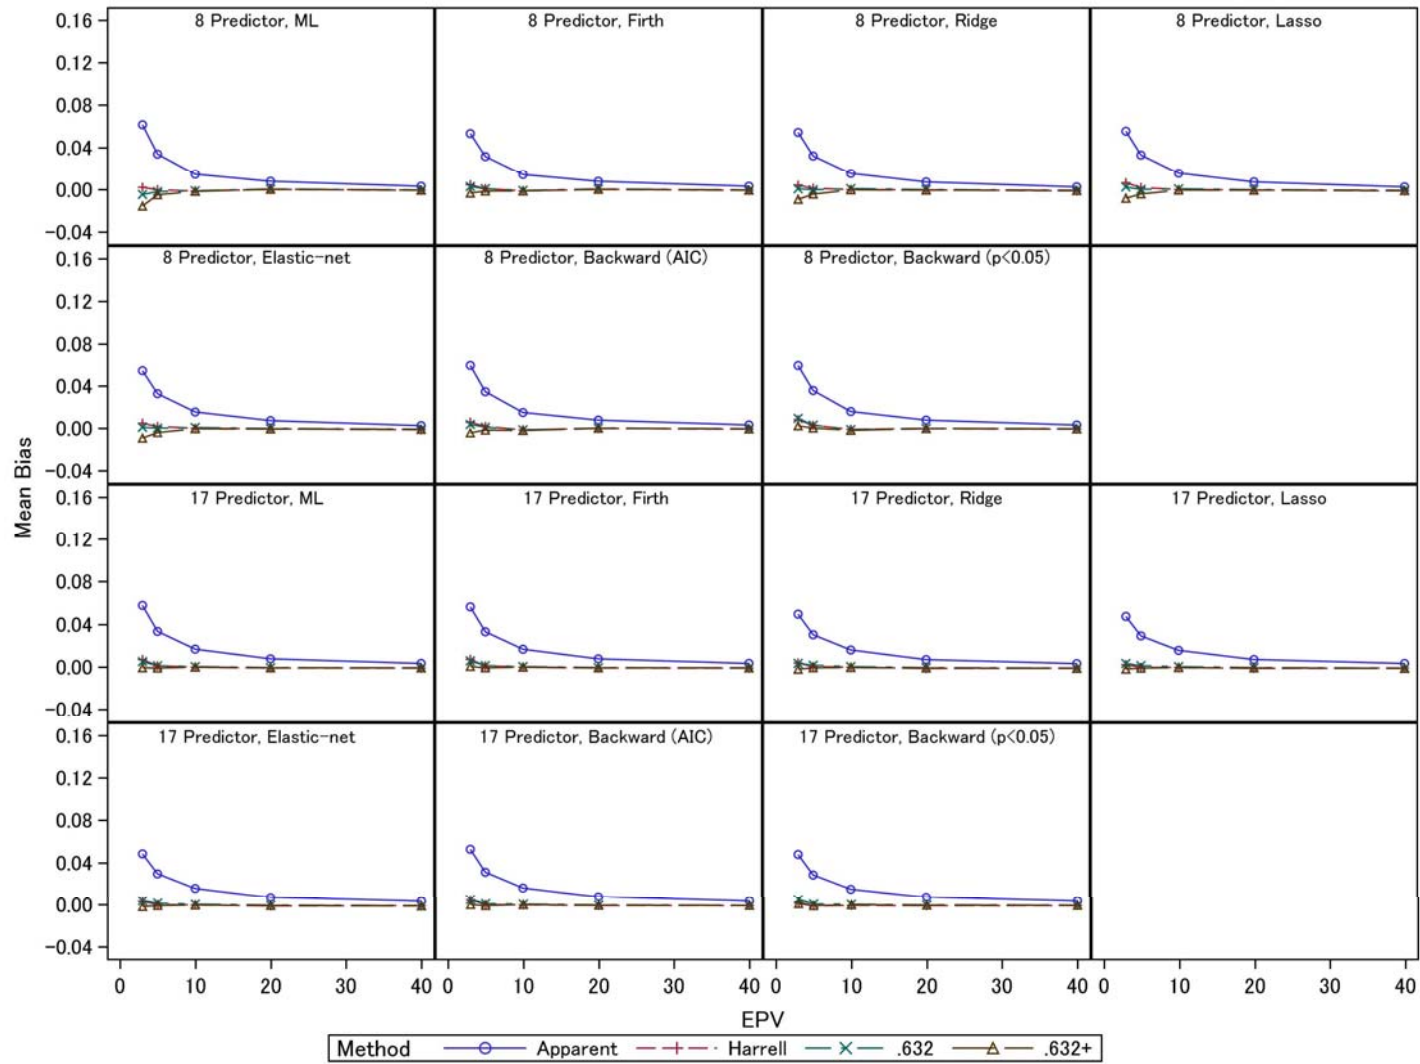 8 Predictor, ML
8 Predictor, Firth
8 Predictor, Ridge
8 Predictor, Lasso
0.16
0.12
0.08
0.04
0.00
-0.04
8 Predictor, Elastic-net
8 Predictor, Backward (AIC)
8 Predictor, Backward (p<0.05)
0.16
0.12
0.08
0.04
0.00
-0.04
Mean Bias
17 Predictor, ML
17 Predictor, Firth
17 Predictor, Ridge
17 Predictor, Lasso
0.16
0.12
0.08
0.04
0.00
-0.04
17 Predictor, Elastic-net
17 Predictor, Backward (AIC)
17 Predictor, Backward (p<0.05)
0.16
0.12
0.08
0.04
0.00
-0.04
0 10 20 30 40 0 10 20 30 40 0 10 20 30 40 0 10 20 30 40
EPV
Method Apparent Harrell .632 .632+